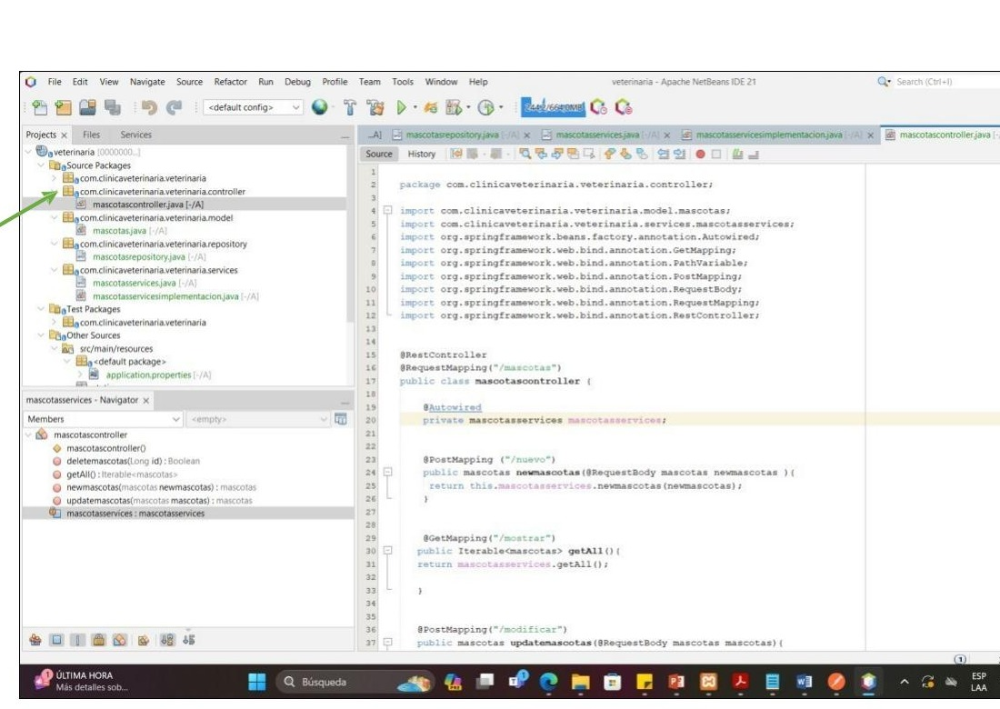 File Edit View Navigate Source Refactor Run Debug Profile Team Tools Window Help veterinaria - Apache NetBeans IDE 21 Search (Ctrl+I)
<default config>
Projects Files Services
mascotasrepository.java [-/A] mascotasservices.java [-/A] mascotasservicesimplementacion.java [-/A] mascotascontroller.java [-/
Source History
veterinaria [0000000...]
Source Packages
com.clinicaveterinaria.veterinaria
com.clinicaveterinaria.veterinaria.controller
mascotascontroller.java [-/A]
com.clinicaveterinaria.veterinaria.model
mascotas.java [-/A]
com.clinicaveterinaria.veterinaria.repository
mascotasrepository.java [-/A]
com.clinicaveterinaria.veterinaria.services
mascotasservices.java [-/A]
mascotasservicesimplementacion.java [-/A]
Test Packages
com.clinicaveterinaria.veterinaria
Other Sources
src/main/resources
<default package>
application.properties [-/A]
mascotasservices - Navigator
Members <empty>
mascotascontroller
mascotascontroller()
deletemascotas(Long id) : Boolean
getAll() : Iterable<mascotas>
newmascotas(mascotas newmascotas) : mascotas
updatemascotas(mascotas mascotas) : mascotas
mascotasservices : mascotasservices
1
2 package com.clinicaveterinaria.veterinaria.controller;
3
4 import com.clinicaveterinaria.veterinaria.model.mascotas;
5 import com.clinicaveterinaria.veterinaria.services.mascotasservices;
6 import org.springframework.beans.factory.annotation.Autowired;
7 import org.springframework.web.bind.annotation.GetMapping;
8 import org.springframework.web.bind.annotation.PathVariable;
9 import org.springframework.web.bind.annotation.PostMapping;
10 import org.springframework.web.bind.annotation.RequestBody;
11 import org.springframework.web.bind.annotation.RequestMapping;
12 import org.springframework.web.bind.annotation.RestController;
13
14
15 @RestController
16 @RequestMapping("/mascotas")
17 public class mascotascontroller {
18
19 @Autowired
20 private mascotasservices mascotasservices;
21
22
23 @PostMapping ("/nuevo")
24 public mascotas newmascotas(@RequestBody mascotas newmascotas ){
25 return this.mascotasservices.newmascotas(newmascotas);
26 }
27
28
29 @GetMapping("/mostrar")
30 public Iterable<mascotas> getAll(){
31 return mascotasservices.getAll();
32
33 }
34
35
36 @PostMapping("/modificar")
37 public mascotas updatemascotas(@RequestBody mascotas mascotas){
ÚLTIMA HORA
Más detalles sob...
Búsqueda
ESP
LAA